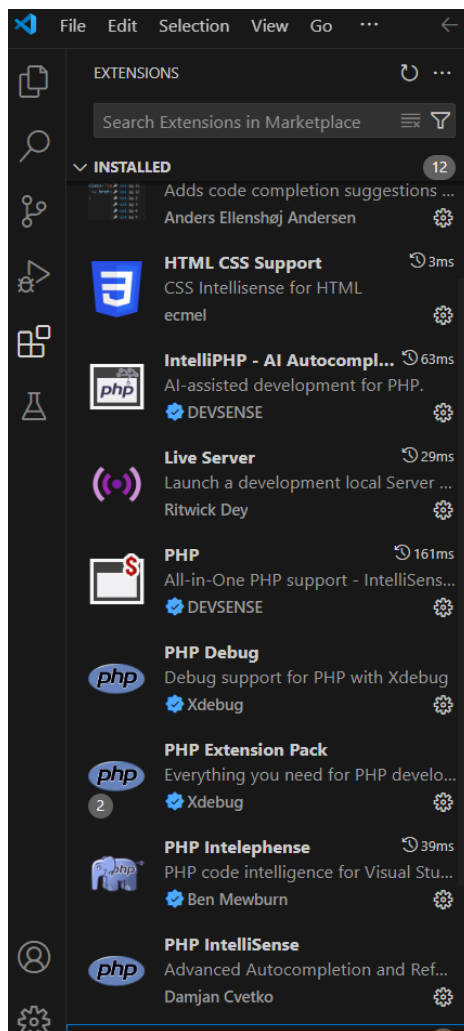 File Edit Selection View Go ···
EXTENSIONS
Search Extensions in Marketplace
INSTALLED 12
Adds code completion suggestions ...
Anders Ellenshøj Andersen
HTML CSS Support 3ms
CSS Intellisense for HTML
ecmel
IntelliPHP - AI Autocompl... 63ms
AI-assisted development for PHP.
DEVSENSE
Live Server 29ms
Launch a development local Server ...
Ritwick Dey
PHP 161ms
All-in-One PHP support - IntelliSens...
DEVSENSE
PHP Debug
php
Debug support for PHP with Xdebug
Xdebug
PHP Extension Pack
php
Everything you need for PHP develo...
2
Xdebug
PHP Intelephense 39ms
php
PHP code intelligence for Visual Stu...
Ben Mewburn
PHP IntelliSense
php
Advanced Autocompletion and Ref...
Damjan Cvetko